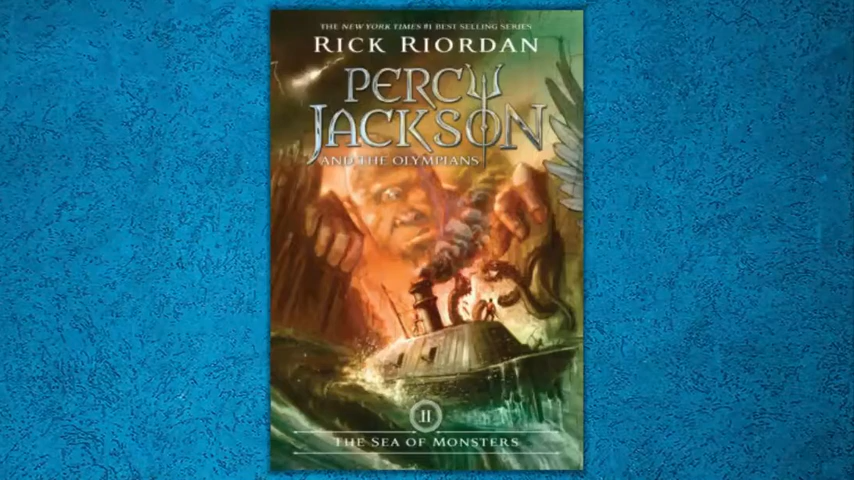 THE NEW YORK TIMES #1 BEST SELLING SERIES
RICK RIORDAN
PERCY
JACKSON
AND THE OLYMPIANS
II
THE SEA OF MONSTERS